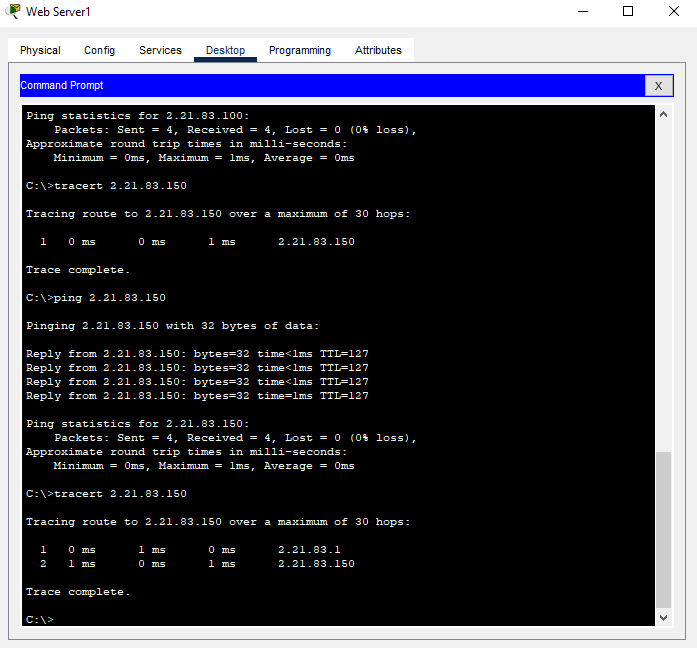 Web Server1
Physical Config Services Desktop Programming Attributes
Command Prompt X
Ping statistics for 2.21.83.100:
Packets: Sent = 4, Received = 4, Lost = 0 (0% loss),
Approximate round trip times in milli-seconds:
Minimum = 0ms, Maximum = 1ms, Average = 0ms
C:\>tracert 2.21.83.150
Tracing route to 2.21.83.150 over a maximum of 30 hops:
1 0 ms 0 ms 1 ms 2.21.83.150
Trace complete.
C:\>ping 2.21.83.150
Pinging 2.21.83.150 with 32 bytes of data:
Reply from 2.21.83.150: bytes=32 time<1ms TTL=127
Reply from 2.21.83.150: bytes=32 time<1ms TTL=127
Reply from 2.21.83.150: bytes=32 time<1ms TTL=127
Reply from 2.21.83.150: bytes=32 time=1ms TTL=127
Ping statistics for 2.21.83.150:
Packets: Sent = 4, Received = 4, Lost = 0 (0% loss),
Approximate round trip times in milli-seconds:
Minimum = 0ms, Maximum = 1ms, Average = 0ms
C:\>tracert 2.21.83.150
Tracing route to 2.21.83.150 over a maximum of 30 hops:
1 0 ms 1 ms 0 ms 2.21.83.1
2 1 ms 0 ms 1 ms 2.21.83.150
Trace complete.
C:\>